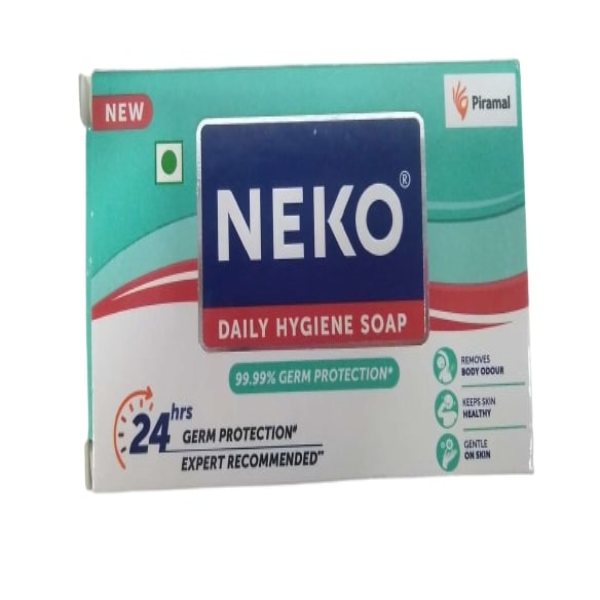 NEW
Piramal
NEKO®
DAILY HYGIENE SOAP
99.99% GERM PROTECTION*
24hrs
GERM PROTECTION#
EXPERT RECOMMENDED**
REMOVES
BODY ODOUR
KEEPS SKIN
HEALTHY
GENTLE
ON SKIN